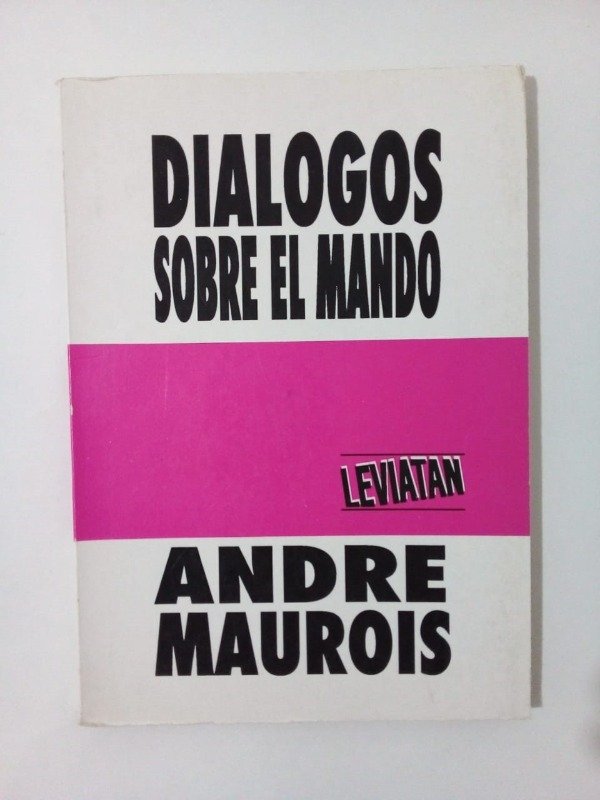 DIALOGOS
SOBRE EL MANDO
LEVIATAN
ANDRE
MAUROIS